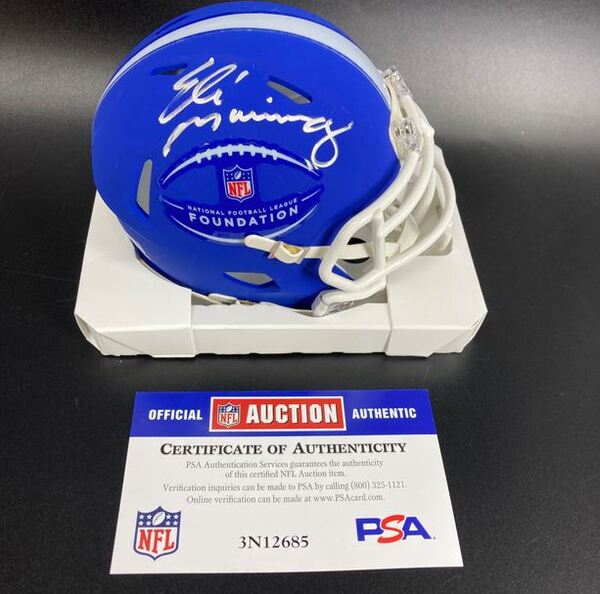 Eli Manning
NFL
NATIONAL FOOTBALL LEAGUE
FOUNDATION
OFFICIAL NFL AUCTION AUTHENTIC
CERTIFICATE OF AUTHENTICITY
PSA Authentication Services guarantees the authenticity
of this certified NFL Auction item.
Verification inquiries can be made to PSA by calling (800) 325-1121.
Online verification can be made at www.PSAcard.com.
NFL 3N12685 PSA